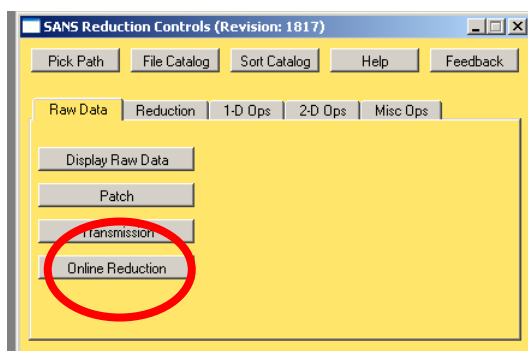 SANS Reduction Controls (Revision: 1817)
Pick Path File Catalog Sort Catalog Help Feedback
Raw Data Reduction 1-D Ops 2-D Ops Misc Ops
Display Raw Data
Patch
Transmission
Online Reduction